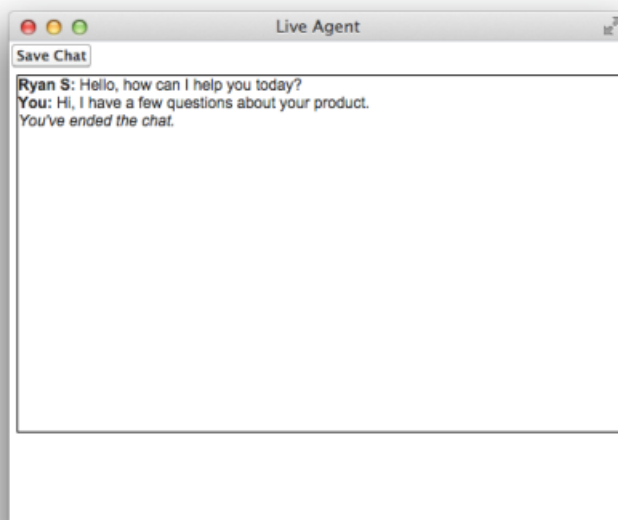 Live Agent
Save Chat
Ryan S: Hello, how can I help you today?
You: Hi, I have a few questions about your product.
You've ended the chat.